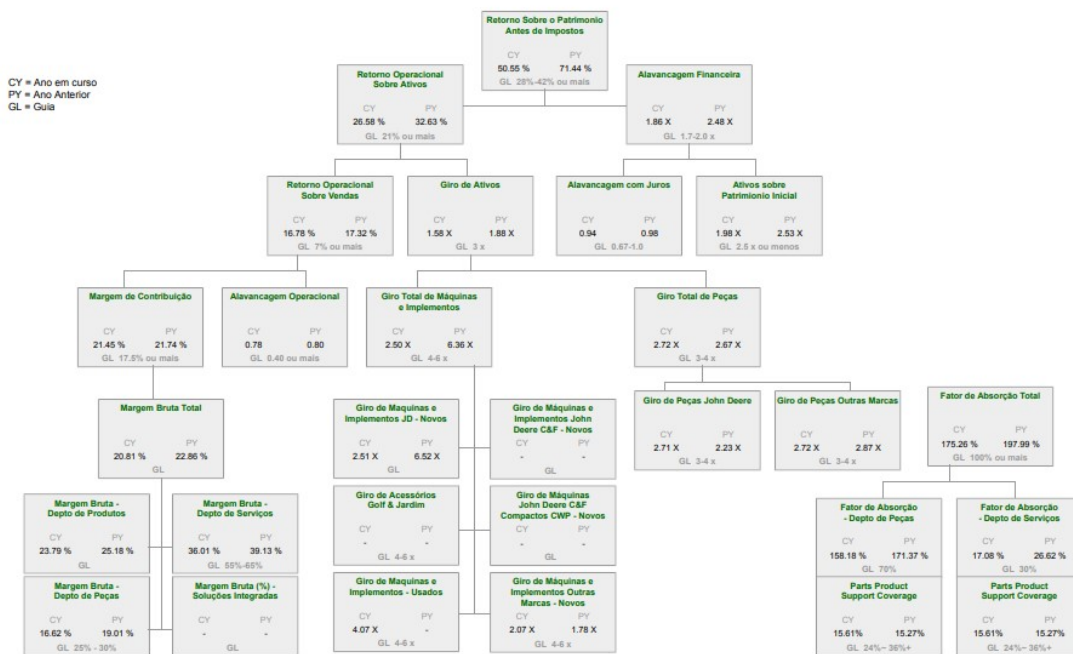 CY = Ano em curso
PY = Ano Anterior
GL = Guia
Retorno Sobre o Patrimonio
Antes de Impostos
CY PY
50.55 % 71.44 %
GL 28%-42% ou mais
Retorno Operacional
Sobre Ativos
CY PY
26.58 % 32.63 %
GL 21% ou mais
Alavancagem Financeira
CY PY
1.86 X 2.48 X
GL 1.7-2.0 x
Retorno Operacional
Sobre Vendas
CY PY
16.78 % 17.32 %
GL 7% ou mais
Giro de Ativos
CY PY
1.58 X 1.88 X
GL 3 x
Alavancagem com Juros
CY PY
0.94 0.98
GL 0.67-1.0
Ativos sobre
Patrimionio Inicial
CY PY
1.98 X 2.53 X
GL 2.5 x ou menos
Margem de Contribuição
CY PY
21.45 % 21.74 %
GL 17.5% ou mais
Alavancagem Operacional
CY PY
0.78 0.80
GL 0.40 ou mais
Giro Total de Máquinas
e Implementos
CY PY
2.50 X 6.36 X
GL 4-6 x
Giro Total de Peças
CY PY
2.72 X 2.67 X
GL 3-4 x
Margem Bruta Total
CY PY
20.81 % 22.86 %
GL
Giro de Maquinas e
Implementos JD - Novos
CY PY
2.51 X 6.52 X
GL
Giro de Máquinas e
Implementos John
Deere C&F - Novos
CY PY
- -
GL
Giro de Peças John Deere
CY PY
2.71 X 2.23 X
GL 3-4 x
Giro de Peças Outras Marcas
CY PY
2.72 X 2.87 X
GL 3-4 x
Fator de Absorção Total
CY PY
175.26 % 197.99 %
GL 100% ou mais
Margem Bruta -
Depto de Produtos
CY PY
23.79 % 25.18 %
GL
Margem Bruta -
Depto de Serviços
CY PY
36.01 % 39.13 %
GL 55%-65%
Giro de Acessórios
Golf & Jardim
CY PY
- -
GL 4-6 x
Giro de Máquinas
John Deere C&F
Compactos CWP - Novos
CY PY
- -
GL
Fator de Absorção
- Depto de Peças
CY PY
158.18 % 171.37 %
GL 70%
Fator de Absorção
- Depto de Serviços
CY PY
17.08 % 26.62 %
GL 30%
Margem Bruta -
Depto de Peças
CY PY
16.62 % 19.01 %
GL 25% - 30%
Margem Bruta (%) -
Soluções Integradas
CY PY
- -
GL
Giro de Maquinas e
Implementos - Usados
CY PY
4.07 X -
GL 4-6 x
Giro de Máquinas e
Implementos Outras
Marcas - Novos
CY PY
2.07 X 1.78 X
GL 4-6 x
Parts Product
Support Coverage
CY PY
15.61% 15.27%
GL 24%– 36%+
Parts Product
Support Coverage
CY PY
15.61% 15.27%
GL 24%– 36%+